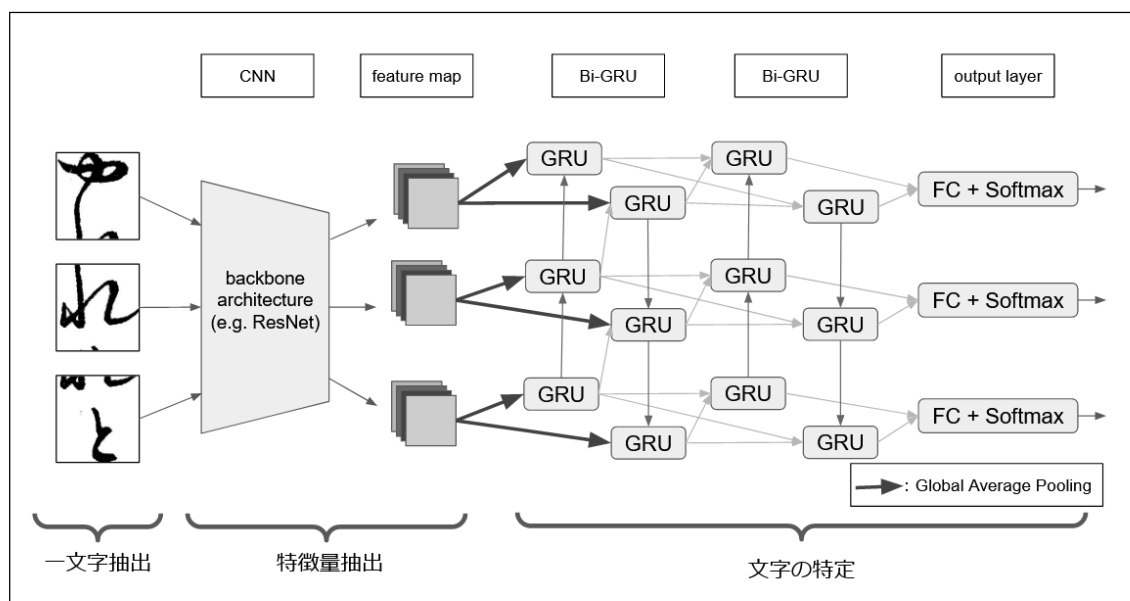 CNN
feature map
Bi-GRU
Bi-GRU
output layer
GRU
GRU
GRU
GRU
FC + Softmax
れ
backbone
architecture
(e.g. ResNet)
GRU
GRU
GRU
GRU
FC + Softmax
と
GRU
GRU
GRU
GRU
FC + Softmax
: Global Average Pooling
一文字抽出
特徴量抽出
文字の特定